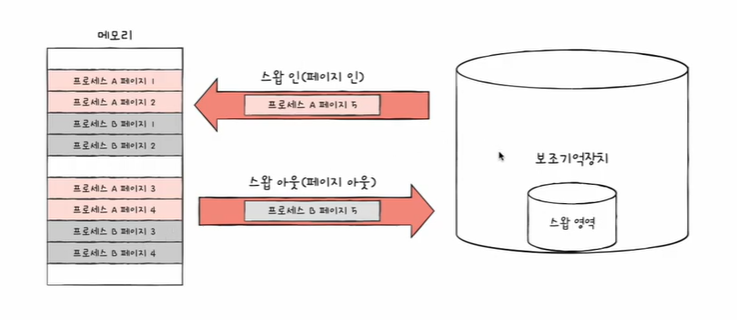 메모리
프로세스 A 페이지 1
프로세스 A 페이지 2
프로세스 B 페이지 1
프로세스 B 페이지 2
프로세스 A 페이지 3
프로세스 A 페이지 4
프로세스 B 페이지 3
프로세스 B 페이지 4
스왑 인(페이지 인)
프로세스 A 페이지 5
스왑 아웃(페이지 아웃)
프로세스 B 페이지 5
보조기억장치
스왑 영역